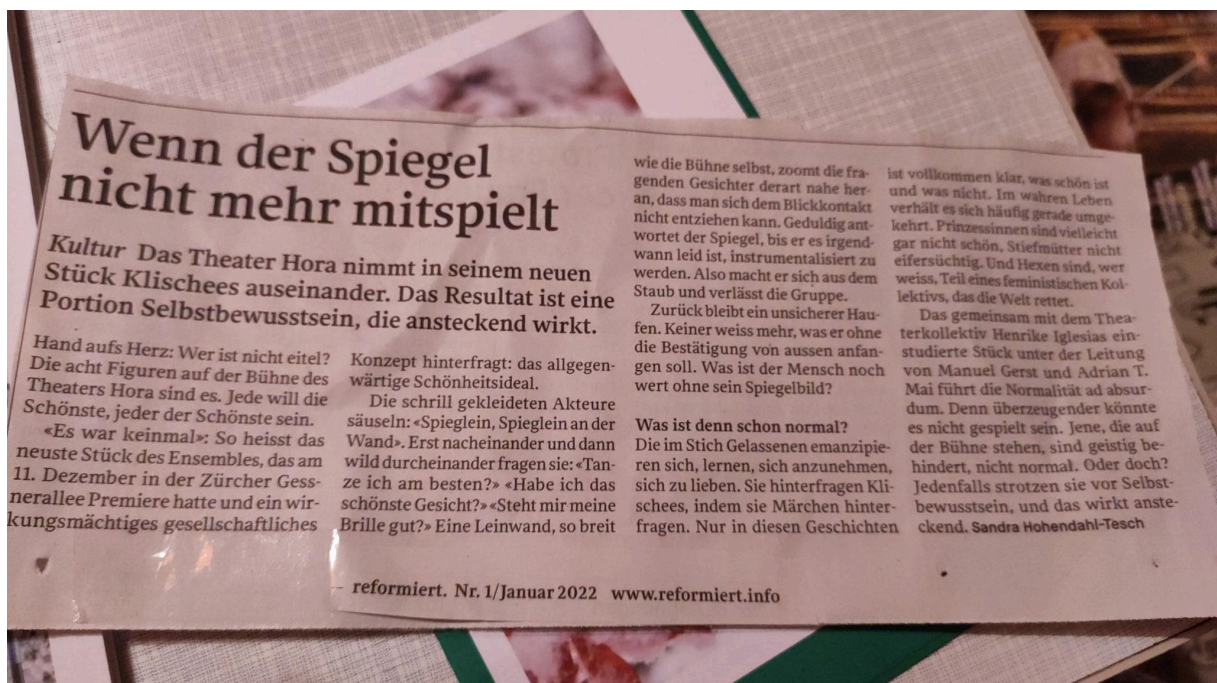 Wenn der Spiegel
nicht mehr mitspielt
Kultur Das Theater Hora nimmt in seinem neuen
Stück Klischees auseinander. Das Resultat ist eine
Portion Selbstbewusstsein, die ansteckend wirkt.
Hand aufs Herz: Wer ist nicht eitel?
Die acht Figuren auf der Bühne des
Theaters Hora sind es. Jede will die
Schönste, jeder der Schönste sein.
«Es war keinmal»: So heisst das
neuste Stück des Ensembles, das am
11. Dezember in der Zürcher Gess-
nerallee Premiere hatte und ein wir-
kungsmächtiges gesellschaftliches
Konzept hinterfragt: das allgegen-
wärtige Schönheitsideal.
Die schrill gekleideten Akteure
säuseln: «Spieglein, Spieglein an der
Wand». Erst nacheinander und dann
wild durcheinander fragen sie: «Tan-
ze ich am besten?» «Habe ich das
schönste Gesicht?» «Steht mir meine
Brille gut?» Eine Leinwand, so breit
wie die Bühne selbst, zoomt die fra-
genden Gesichter derart nahe her-
an, dass man sich dem Blickkontakt
nicht entziehen kann. Geduldig ant-
wortet der Spiegel, bis er es irgend-
wann leid ist, instrumentalisiert zu
werden. Also macht er sich aus dem
Staub und verlässt die Gruppe.
Zurück bleibt ein unsicherer Hau-
fen. Keiner weiss mehr, was er ohne
die Bestätigung von aussen anfan-
gen soll. Was ist der Mensch noch
wert ohne sein Spiegelbild?
Was ist denn schon normal?
Die im Stich Gelassenen emanzipie-
ren sich, lernen, sich anzunehmen,
sich zu lieben. Sie hinterfragen Kli-
schees, indem sie Märchen hinter-
fragen. Nur in diesen Geschichten
ist vollkommen klar, was schön ist
und was nicht. Im wahren Leben
verhält es sich häufig gerade umge-
kehrt. Prinzessinnen sind vielleicht
gar nicht schön, Stiefmütter nicht
eifersüchtig. Und Hexen sind, wer
weiss, Teil eines feministischen Kol-
lektivs, das die Welt rettet.
Das gemeinsam mit dem Thea-
terkollektiv Henrike Iglesias ein-
studierte Stück unter der Leitung
von Manuel Gerst und Adrian T.
Mai führt die Normalität ad absur-
dum. Denn überzeugender könnte
es nicht gespielt sein. Jene, die auf
der Bühne stehen, sind geistig be-
hindert, nicht normal. Oder doch?
Jedenfalls strotzen sie vor Selbst-
bewusstsein, und das wirkt anste-
ckend. Sandra Hohendahl-Tesch
reformiert. Nr. 1/Januar 2022 www.reformiert.info